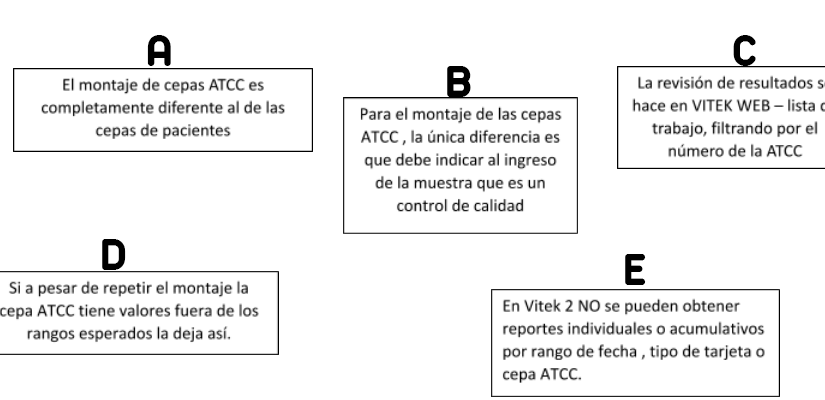 A
El montaje de cepas ATCC es
completamente diferente al de las
cepas de pacientes
B
Para el montaje de las cepas
ATCC , la única diferencia es
que debe indicar al ingreso
de la muestra que es un
control de calidad
C
La revisión de resultados
hace en VITEK WEB – lista
trabajo, filtrando por el
número de la ATCC
D
Si a pesar de repetir el montaje la
cepa ATCC tiene valores fuera de los
rangos esperados la deja así.
E
En Vitek 2 NO se pueden obtener
reportes individuales o acumulativos
por rango de fecha , tipo de tarjeta o
cepa ATCC.